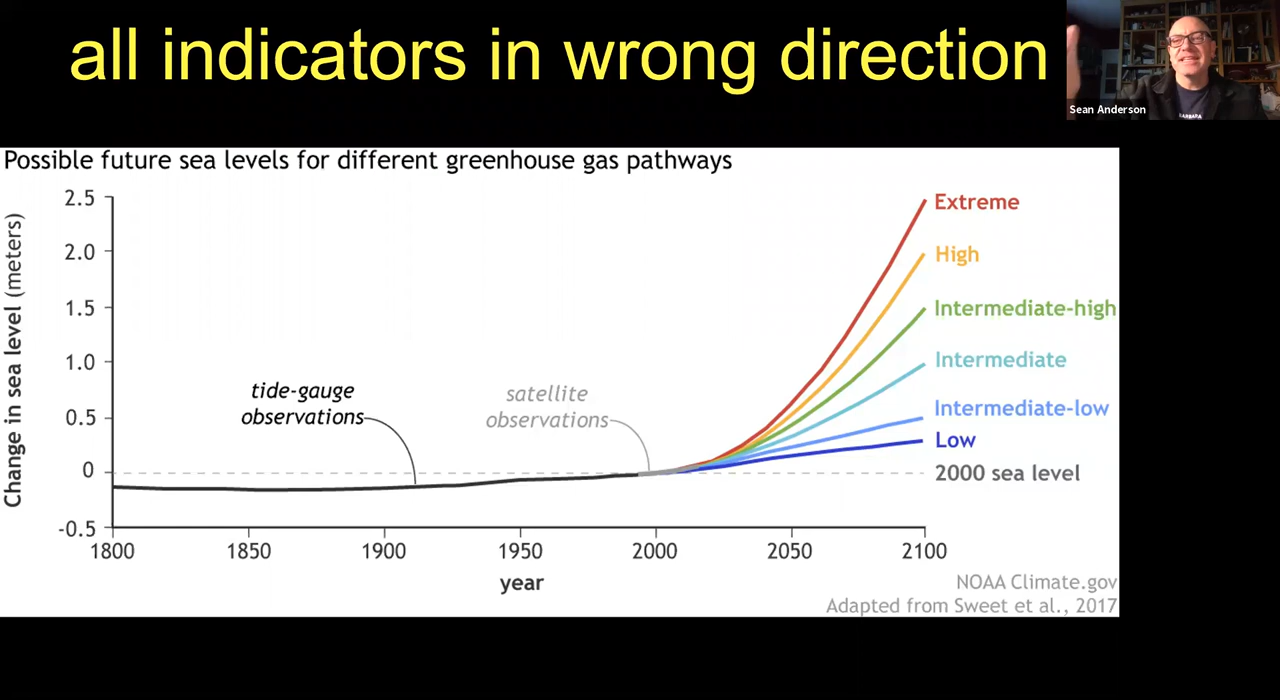 all indicators in wrong direction
Sean Anderson
BARBARA
Possible future sea levels for different greenhouse gas pathways
Change in sea level (meters)
2.5
2.0
1.5
1.0
0.5
0
-0.5
tide-gauge
observations
satellite
observations
Extreme
High
Intermediate-high
Intermediate
Intermediate-low
Low
2000 sea level
1800
1850
1900
1950
2000
2050
2100
year
NOAA Climate.gov
Adapted from Sweet et al., 2017